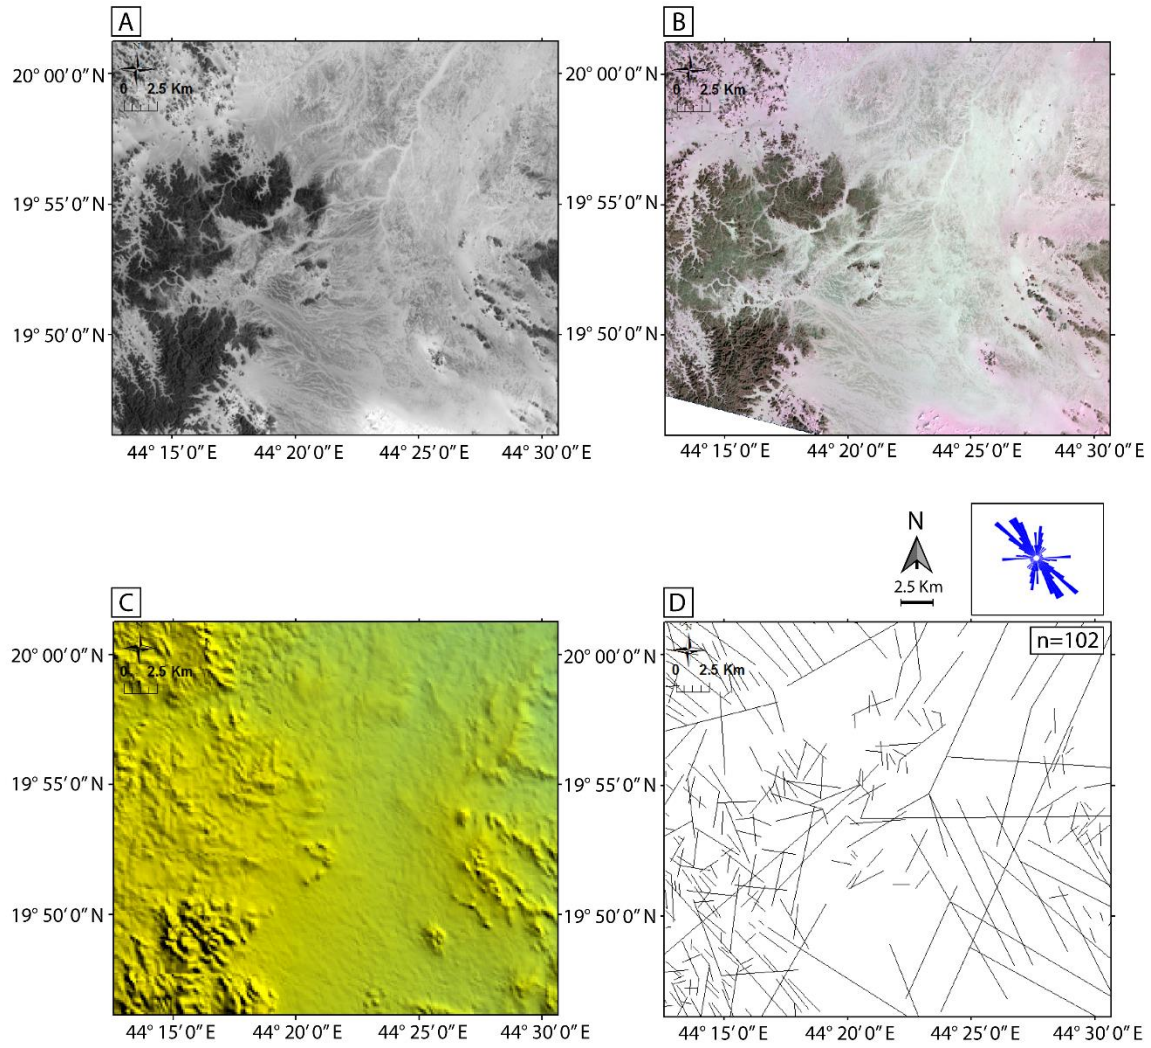 A
B
20° 00′ 0″ N
0 2.5 Km
20° 00′ 0″ N
0 2.5 Km
19° 55′ 0″ N
19° 55′ 0″ N
19° 50′ 0″ N
19° 50′ 0″ N
44° 15′ 0″ E
44° 20′ 0″ E
44° 25′ 0″ E
44° 30′ 0″ E
44° 15′ 0″ E
44° 20′ 0″ E
44° 25′ 0″ E
44° 30′ 0″ E
N
2.5 Km
C
D
n=102
20° 00′ 0″ N
0 2.5 Km
20° 00′ 0″ N
0 2.5 Km
19° 55′ 0″ N
19° 55′ 0″ N
19° 50′ 0″ N
19° 50′ 0″ N
44° 15′ 0″ E
44° 20′ 0″ E
44° 25′ 0″ E
44° 30′ 0″ E
44° 15′ 0″ E
44° 20′ 0″ E
44° 25′ 0″ E
44° 30′ 0″ E